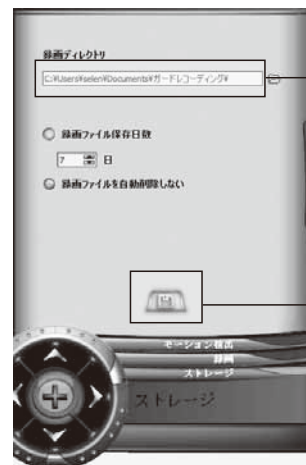 録画ディレクトリ
C:¥Users¥selen¥Documents¥ガードレコーディング¥
録画ファイル保存日数
7 日
録画ファイルを自動削除しない
モーション検出
録画
ストレージ
ストレージ